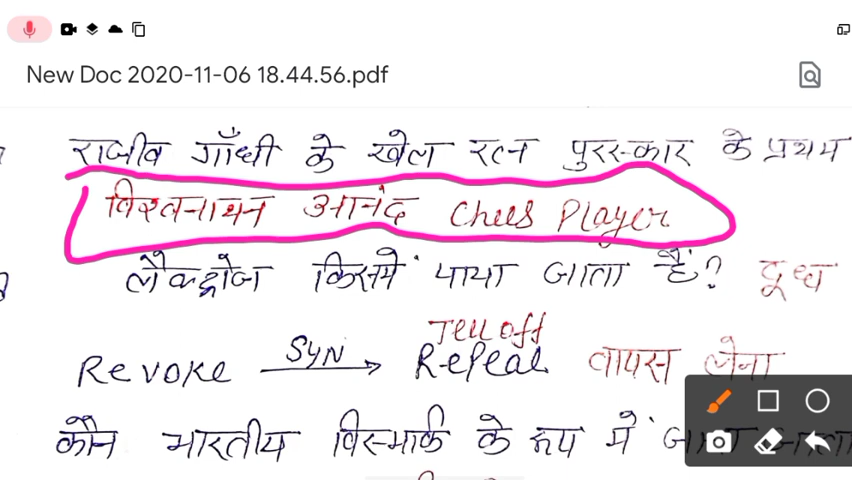 New Doc 2020-11-06 18.44.56.pdf
राजीव गाँधी के खेल रत्न पुरस्कार के प्रथम
विश्वनाथन आनंद Chees Player
लैक्टोज किसमें पाया जाता हैं? दूध
Tell off
Revoke SYN → Repeal वापस लेना
कौन भारतीय विस्मार्क के रूप में